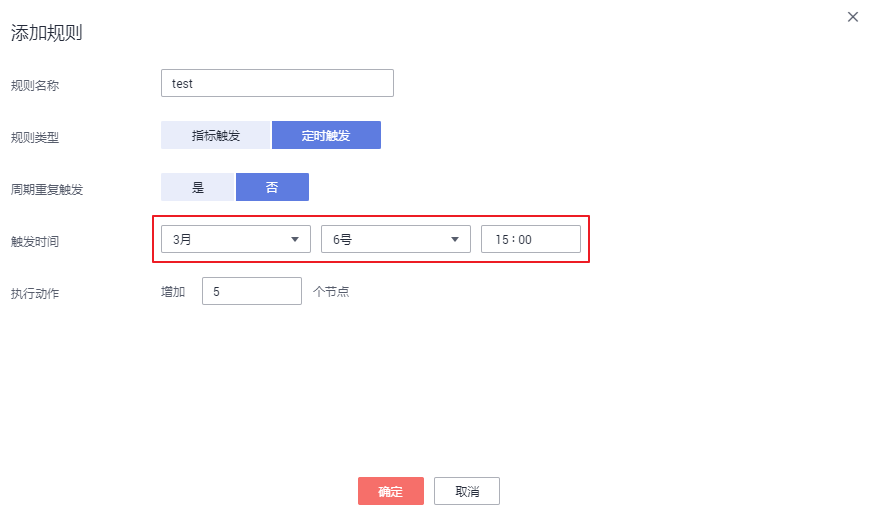 添加规则
规则名称 test
规则类型 指标触发 定时触发
周期重复触发 是 否
触发时间 3月 6号 15:00
执行动作 增加 5 个节点
确定 取消